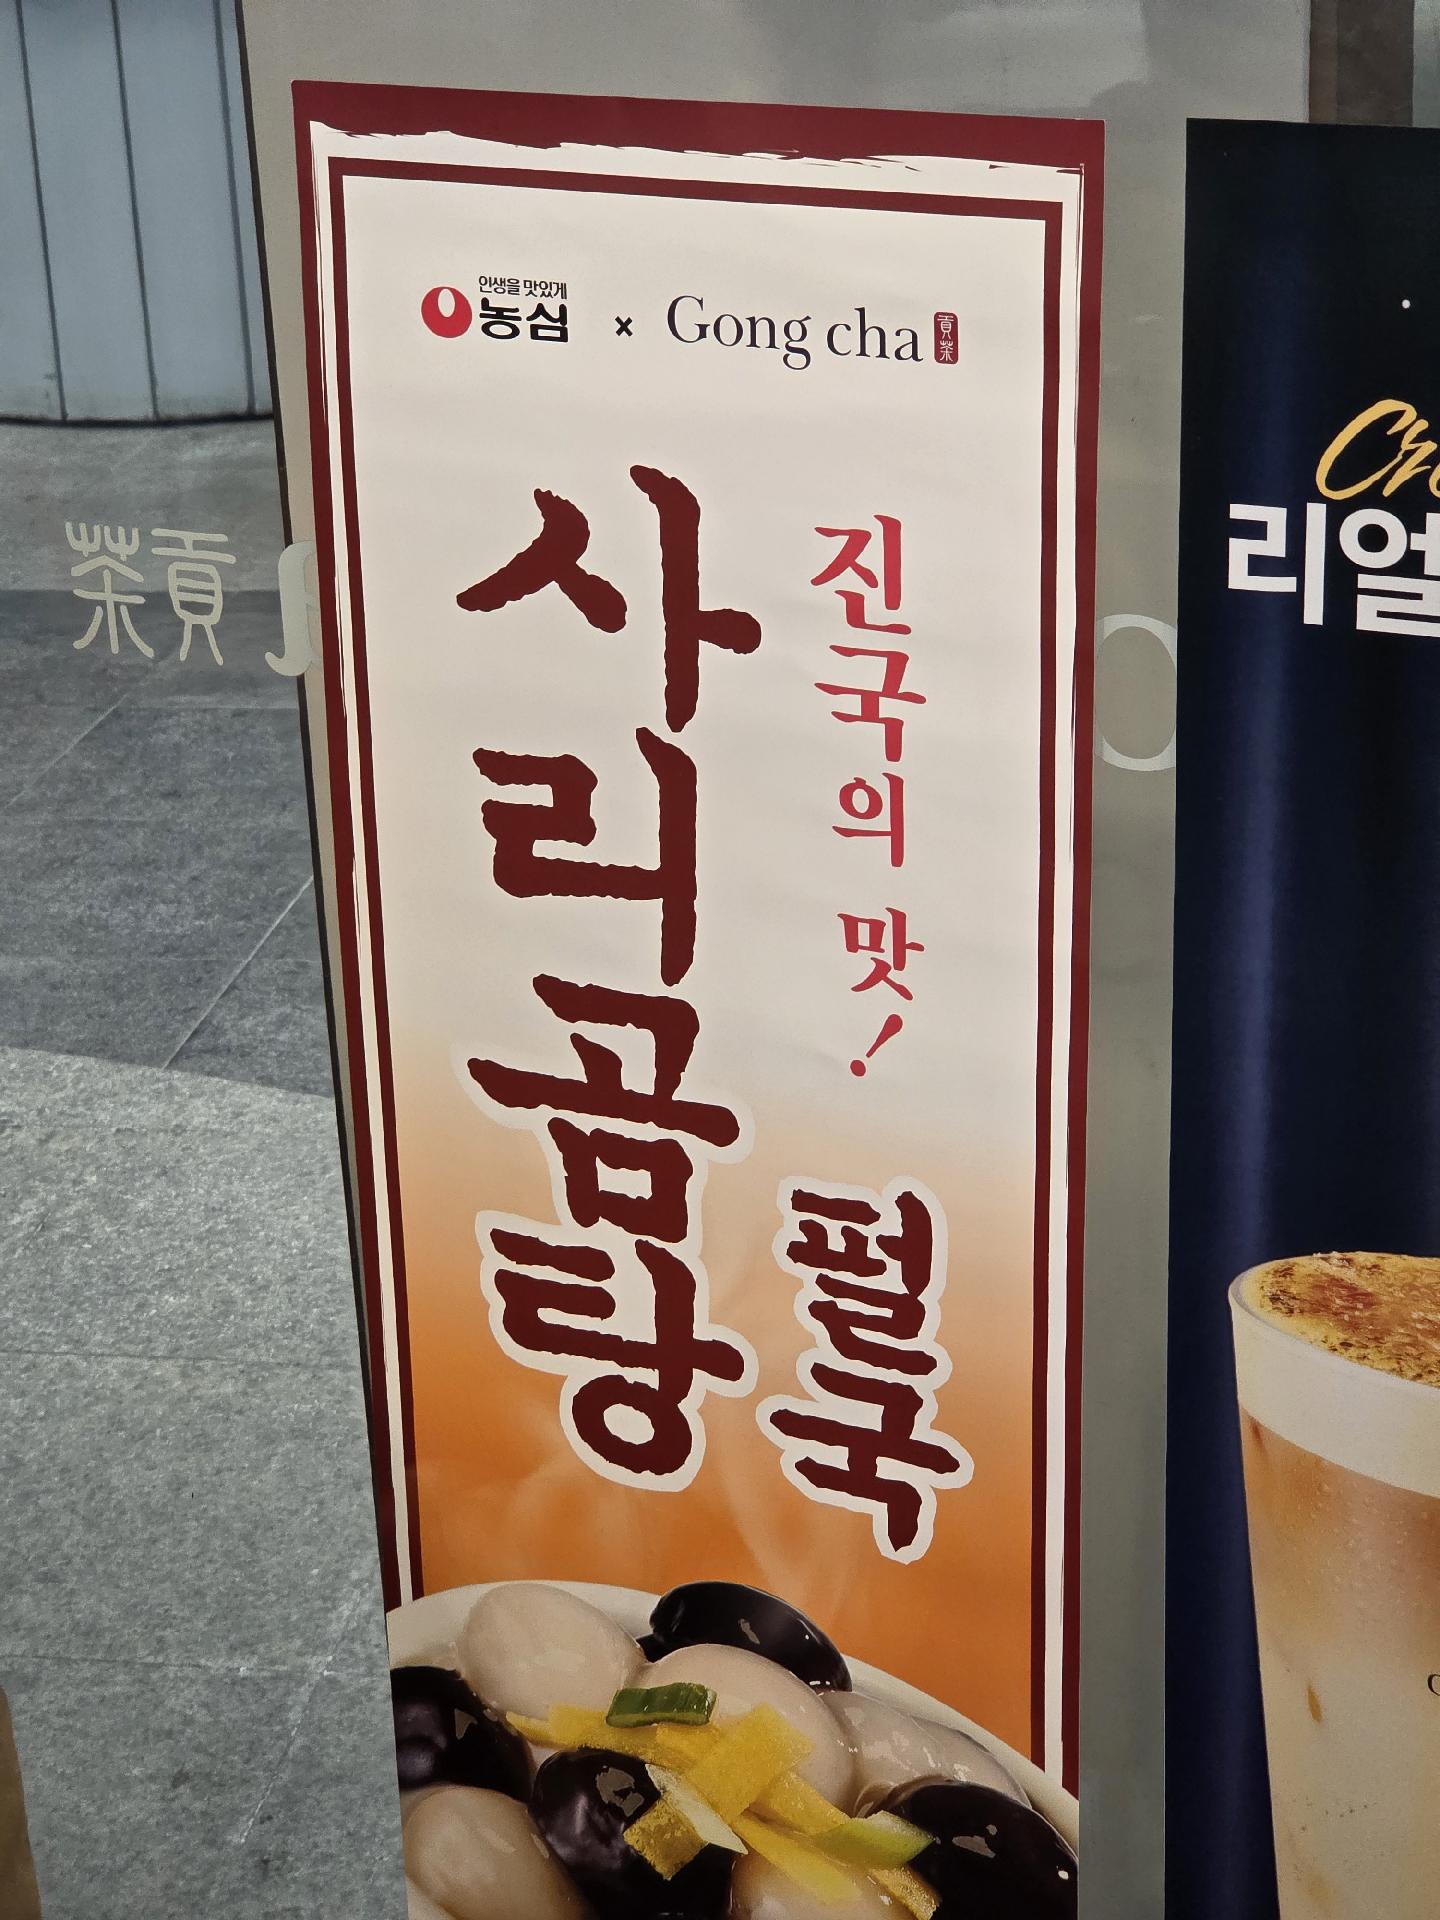 인생을 맛있게
농심 × Gong cha 貢茶
진국의 맛!
사리곰탕
펄국
茶貢
리얼